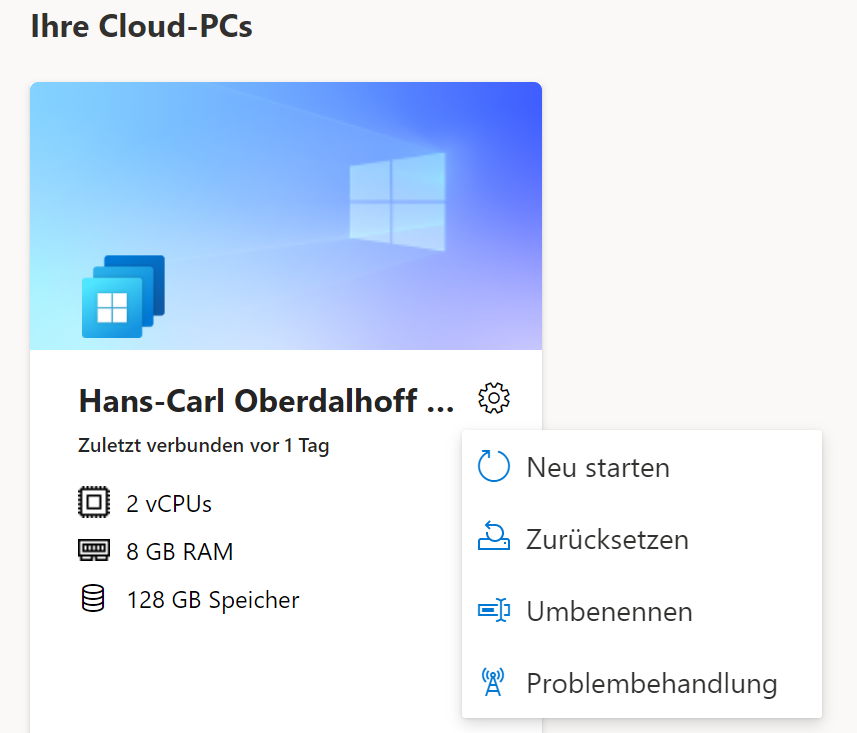 Ihre Cloud-PCs
Hans-Carl Oberdalhoff ...
Zuletzt verbunden vor 1 Tag
2 vCPUs
8 GB RAM
128 GB Speicher
Neu starten
Zurücksetzen
Umbenennen
Problembehandlung